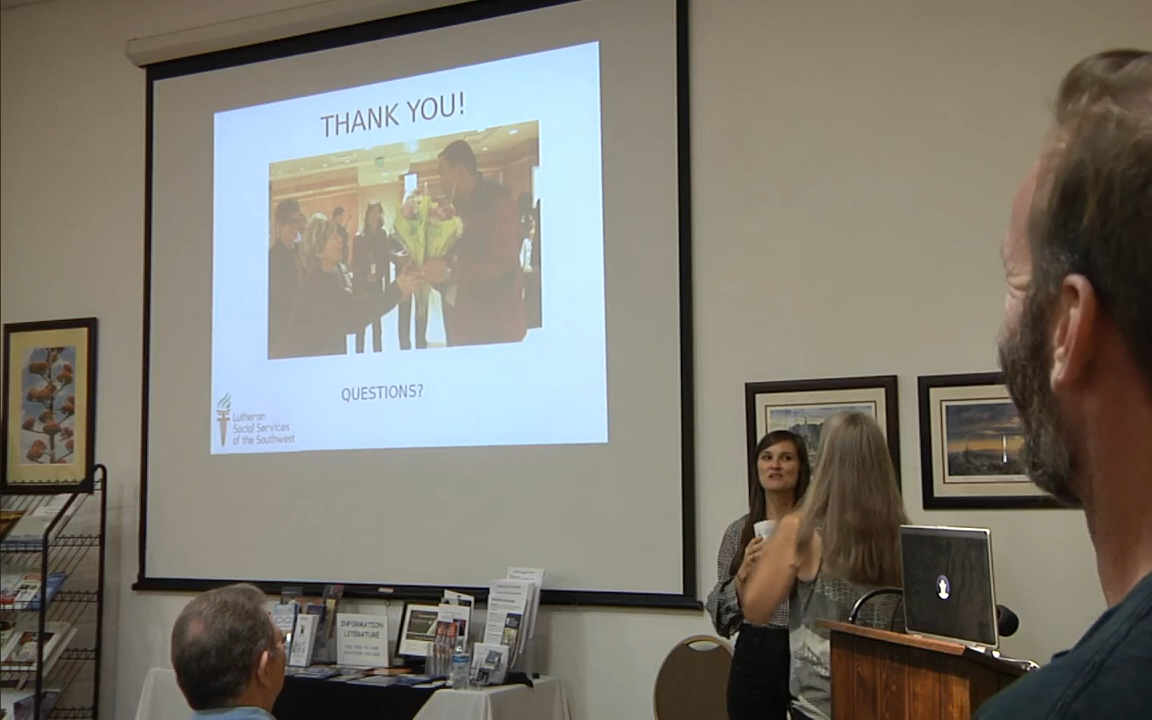 THANK YOU!
QUESTIONS?
Lutheran
Social Services
of the Southwest
INFORMATION
LITERATURE